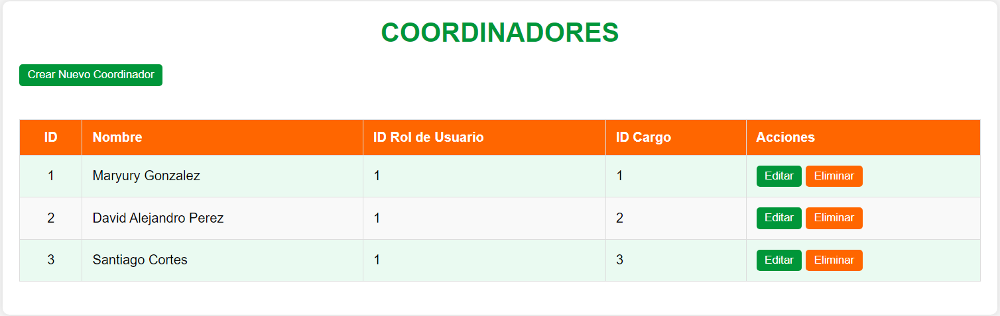 COORDINADORES
Crear Nuevo Coordinador
ID Nombre ID Rol de Usuario ID Cargo Acciones
1 Maryury Gonzalez 1 1 Editar Eliminar
2 David Alejandro Perez 1 2 Editar Eliminar
3 Santiago Cortes 1 3 Editar Eliminar